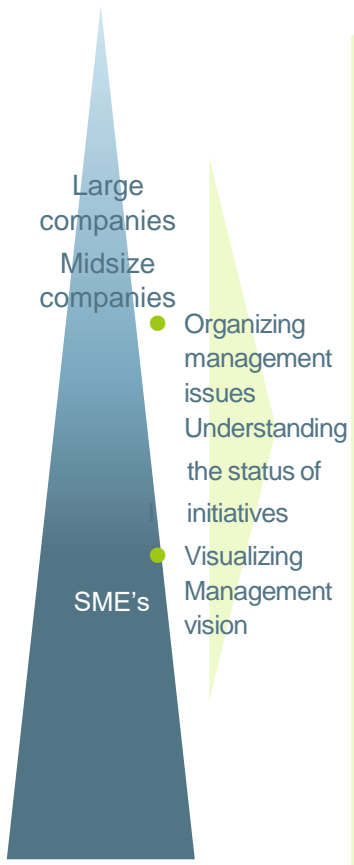 Large
companies
Midsize
companies
Organizing
management
issues
Understanding
the status of
initiatives
Visualizing
Management
vision
SME's